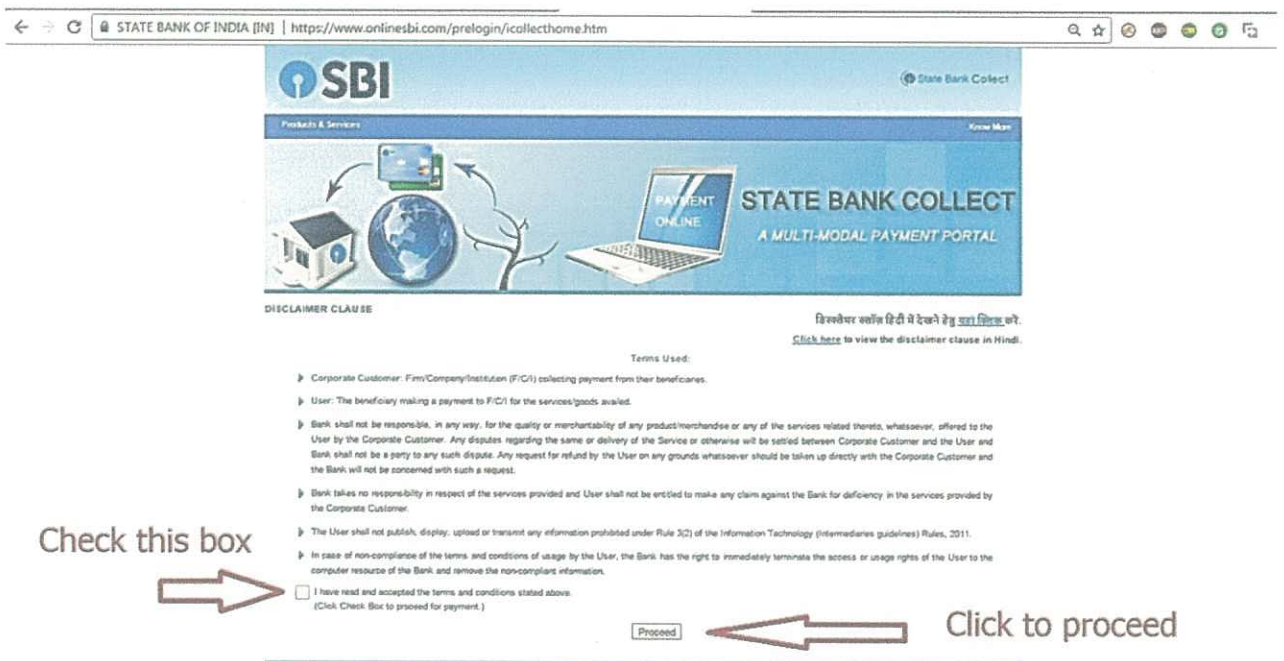 STATE BANK OF INDIA [IN] | https://www.onlinesbi.com/prelogin/icollecthome.htm
SBI
State Bank Collect
Products & Services
Know More
PAYMENT
ONLINE
STATE BANK COLLECT
A MULTI-MODAL PAYMENT PORTAL
DISCLAIMER CLAUSE
डिस्क्लेमर क्लॉज हिंदी में देखने हेतु यहां क्लिक करें.
Click here to view the disclaimer clause in Hindi.
Terms Used:
Corporate Customer: Firm/Company/Institution (F/C/I) collecting payment from their beneficiaries.
User: The beneficiary making a payment to F/C/I for the services/goods availed.
Bank shall not be responsible, in any way, for the quality or merchantability of any product/merchandise or any of the services related thereto, whatsoever, offered to the
User by the Corporate Customer. Any disputes regarding the same or delivery of the Service or otherwise will be settled between Corporate Customer and the User and
Bank shall not be a party to any such dispute. Any request for refund by the User on any grounds whatsoever should be taken up directly with the Corporate Customer and
the Bank will not be concerned with such a request.
Bank takes no responsibility in respect of the services provided and User shall not be entitled to make any claim against the Bank for deficiency in the services provided by
the Corporate Customer.
The User shall not publish, display, upload or transmit any information prohibited under Rule 3(2) of the Information Technology (Intermediaries guidelines) Rules, 2011.
Check this box
In case of non-compliance of the terms and conditions of usage by the User, the Bank has the right to immediately terminate the access or usage rights of the User to the
computer resource of the Bank and remove the non-compliant information.
I have read and accepted the terms and conditions stated above.
(Click Check Box to proceed for payment.)
Proceed
Click to proceed